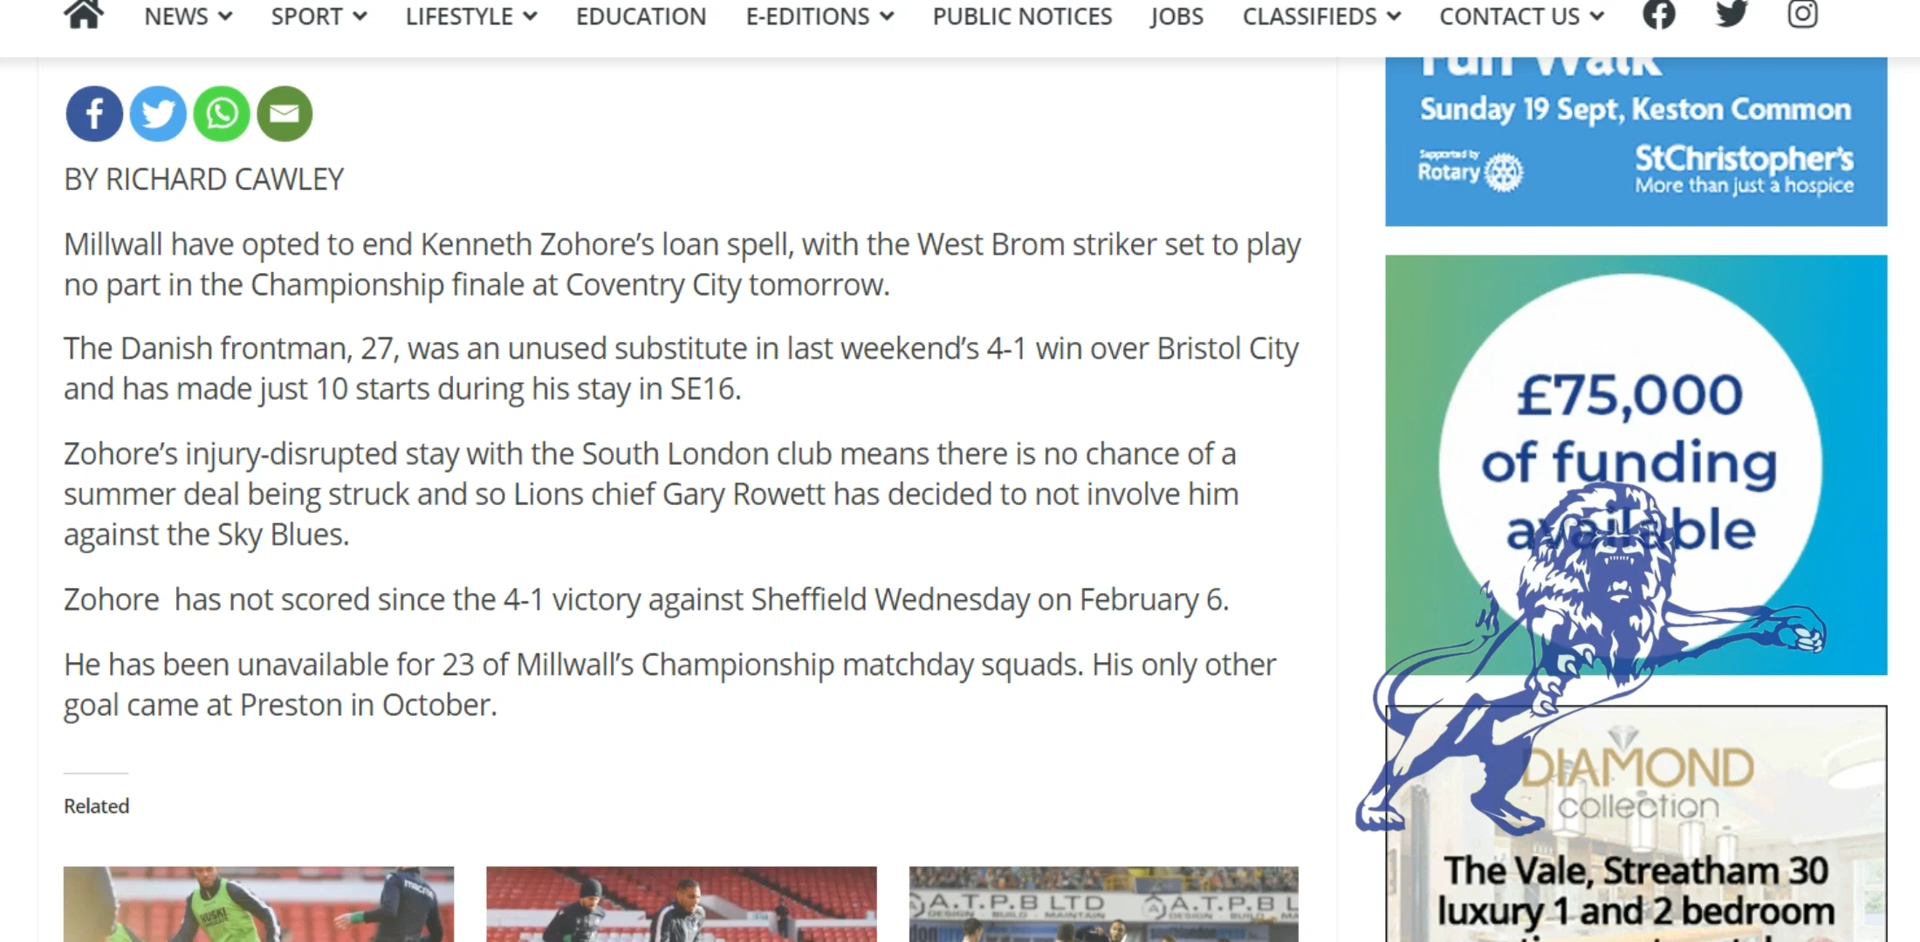 NEWS SPORT LIFESTYLE EDUCATION E-EDITIONS PUBLIC NOTICES JOBS CLASSIFIEDS CONTACT US
BY RICHARD CAWLEY
Millwall have opted to end Kenneth Zohore’s loan spell, with the West Brom striker set to play
no part in the Championship finale at Coventry City tomorrow.
The Danish frontman, 27, was an unused substitute in last weekend’s 4-1 win over Bristol City
and has made just 10 starts during his stay in SE16.
Zohore’s injury-disrupted stay with the South London club means there is no chance of a
summer deal being struck and so Lions chief Gary Rowett has decided to not involve him
against the Sky Blues.
Zohore has not scored since the 4-1 victory against Sheffield Wednesday on February 6.
He has been unavailable for 23 of Millwall’s Championship matchday squads. His only other
goal came at Preston in October.
Related
A.T.P.B LTD
DESIGN BUILD MAINTAIN
A.T.P.B L
Fun Walk
Sunday 19 Sept, Keston Common
Supported by
Rotary
StChristopher's
More than just a hospice
£75,000
of funding
available
DIAMOND
collection
The Vale, Streatham 30
luxury 1 and 2 bedroom